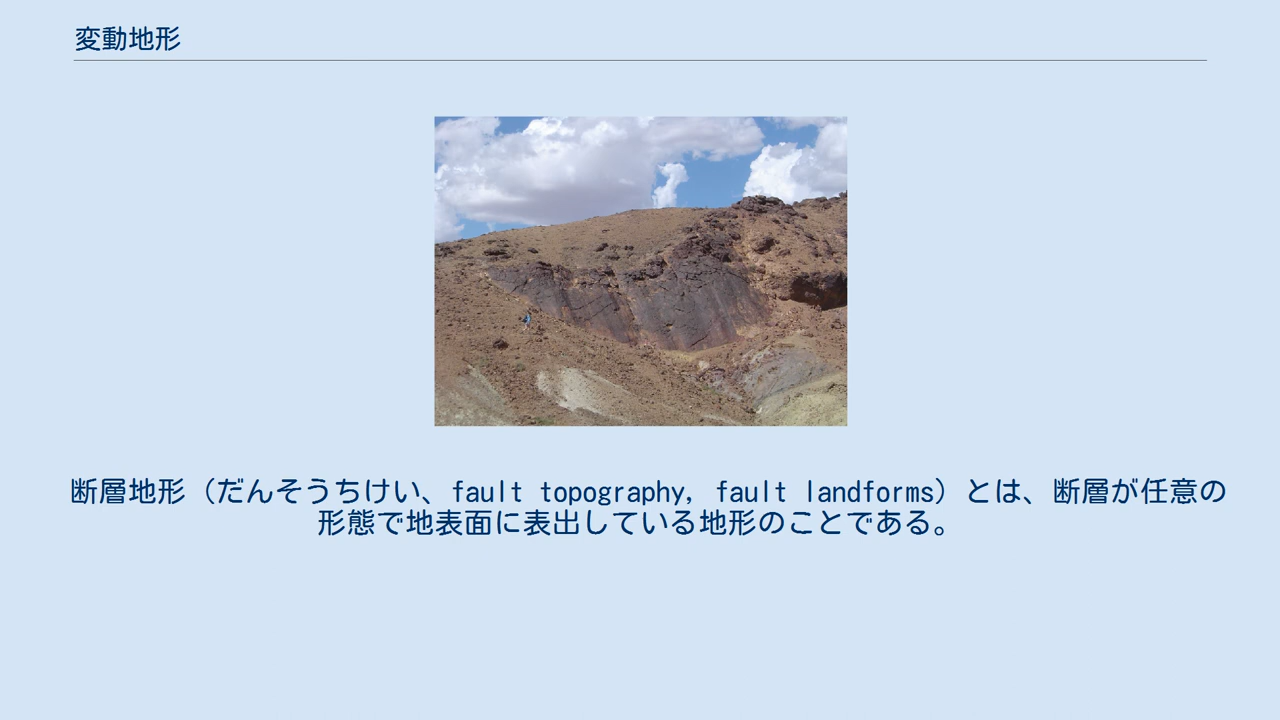 変動地形
断層地形（だんそうちけい、fault topography, fault landforms）とは、断層が任意の
形態で地表面に表出している地形のことである。